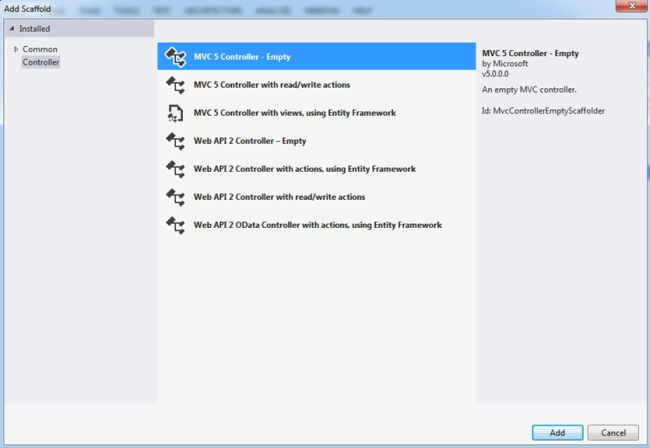 Add Scaffold
TEAM TOOLS TEST ARCHITECTURE ANALYZE WINDOW HELP
Installed
Common
Controller
MVC 5 Controller - Empty
MVC 5 Controller with read/write actions
MVC 5 Controller with views, using Entity Framework
Web API 2 Controller – Empty
Web API 2 Controller with actions, using Entity Framework
Web API 2 Controller with read/write actions
Web API 2 OData Controller with actions, using Entity Framework
MVC 5 Controller - Empty
by Microsoft
v5.0.0.0
An empty MVC controller.
Id: MvcControllerEmptyScaffolder
Add
Cancel